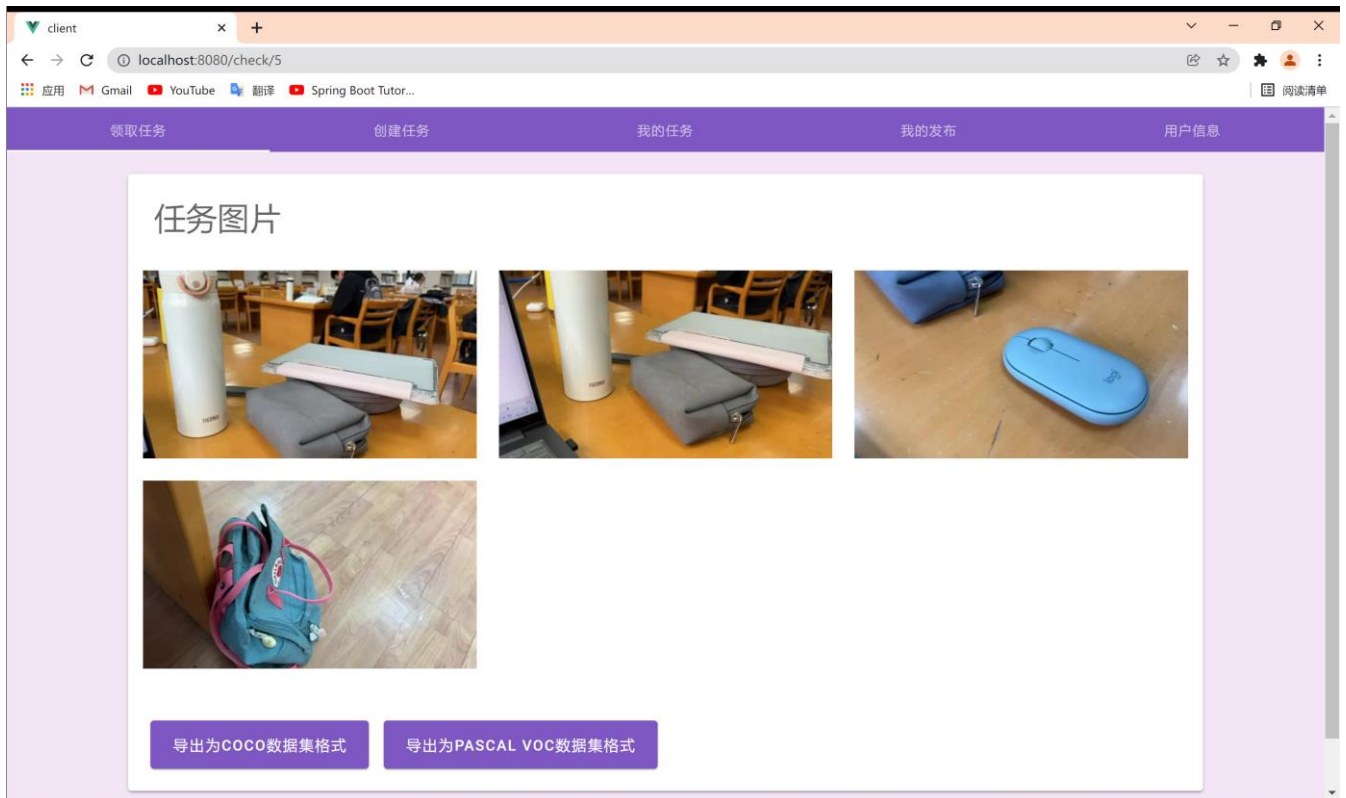 client
localhost:8080/check/5
应用 Gmail YouTube 翻译 Spring Boot Tutor... 阅读清单
领取任务 创建任务 我的任务 我的发布 用户信息
任务图片
THERMOS
THERMOS
logi
导出为COCO数据集格式 导出为PASCAL VOC数据集格式